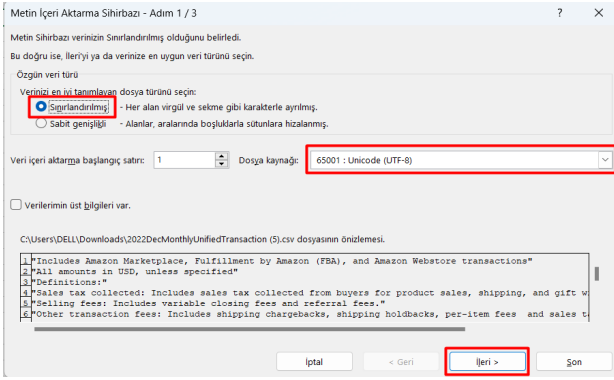 Metin İçeri Aktarma Sihirbazı - Adım 1 / 3
Metin Sihirbazı verinizin Sınırlandırılmış olduğunu belirledi.
Bu doğru ise, İleri'yi ya da verinize en uygun veri türünü seçin.
Özgün veri türü
Verinizi en iyi tanımlayan dosya türünü seçin:
Sınırlandırılmış - Her alan virgül ve sekme gibi karakterle ayrılmış.
Sabit genişlikli - Alanlar, aralarında boşluklarla sütunlara hizalanmış.
Veri içeri aktarma başlangıç satırı: 1 Dosya kaynağı: 65001 : Unicode (UTF-8)
Verilerimin üst bilgileri var.
C:\Users\DELL\Downloads\2022DecMonthlyUnifiedTransaction (5).csv dosyasının önizlemesi.
1 "Includes Amazon Marketplace, Fulfillment by Amazon (FBA), and Amazon Webstore transactions"
2 "All amounts in USD, unless specified"
3 "Definitions:"
4 "Sales tax collected: Includes sales tax collected from buyers for product sales, shipping, and gift w
5 "Selling fees: Includes variable closing fees and referral fees."
6 "Other transaction fees: Includes shipping chargebacks, shipping holdbacks, per-item fees and sales t
İptal < Geri İleri > Son